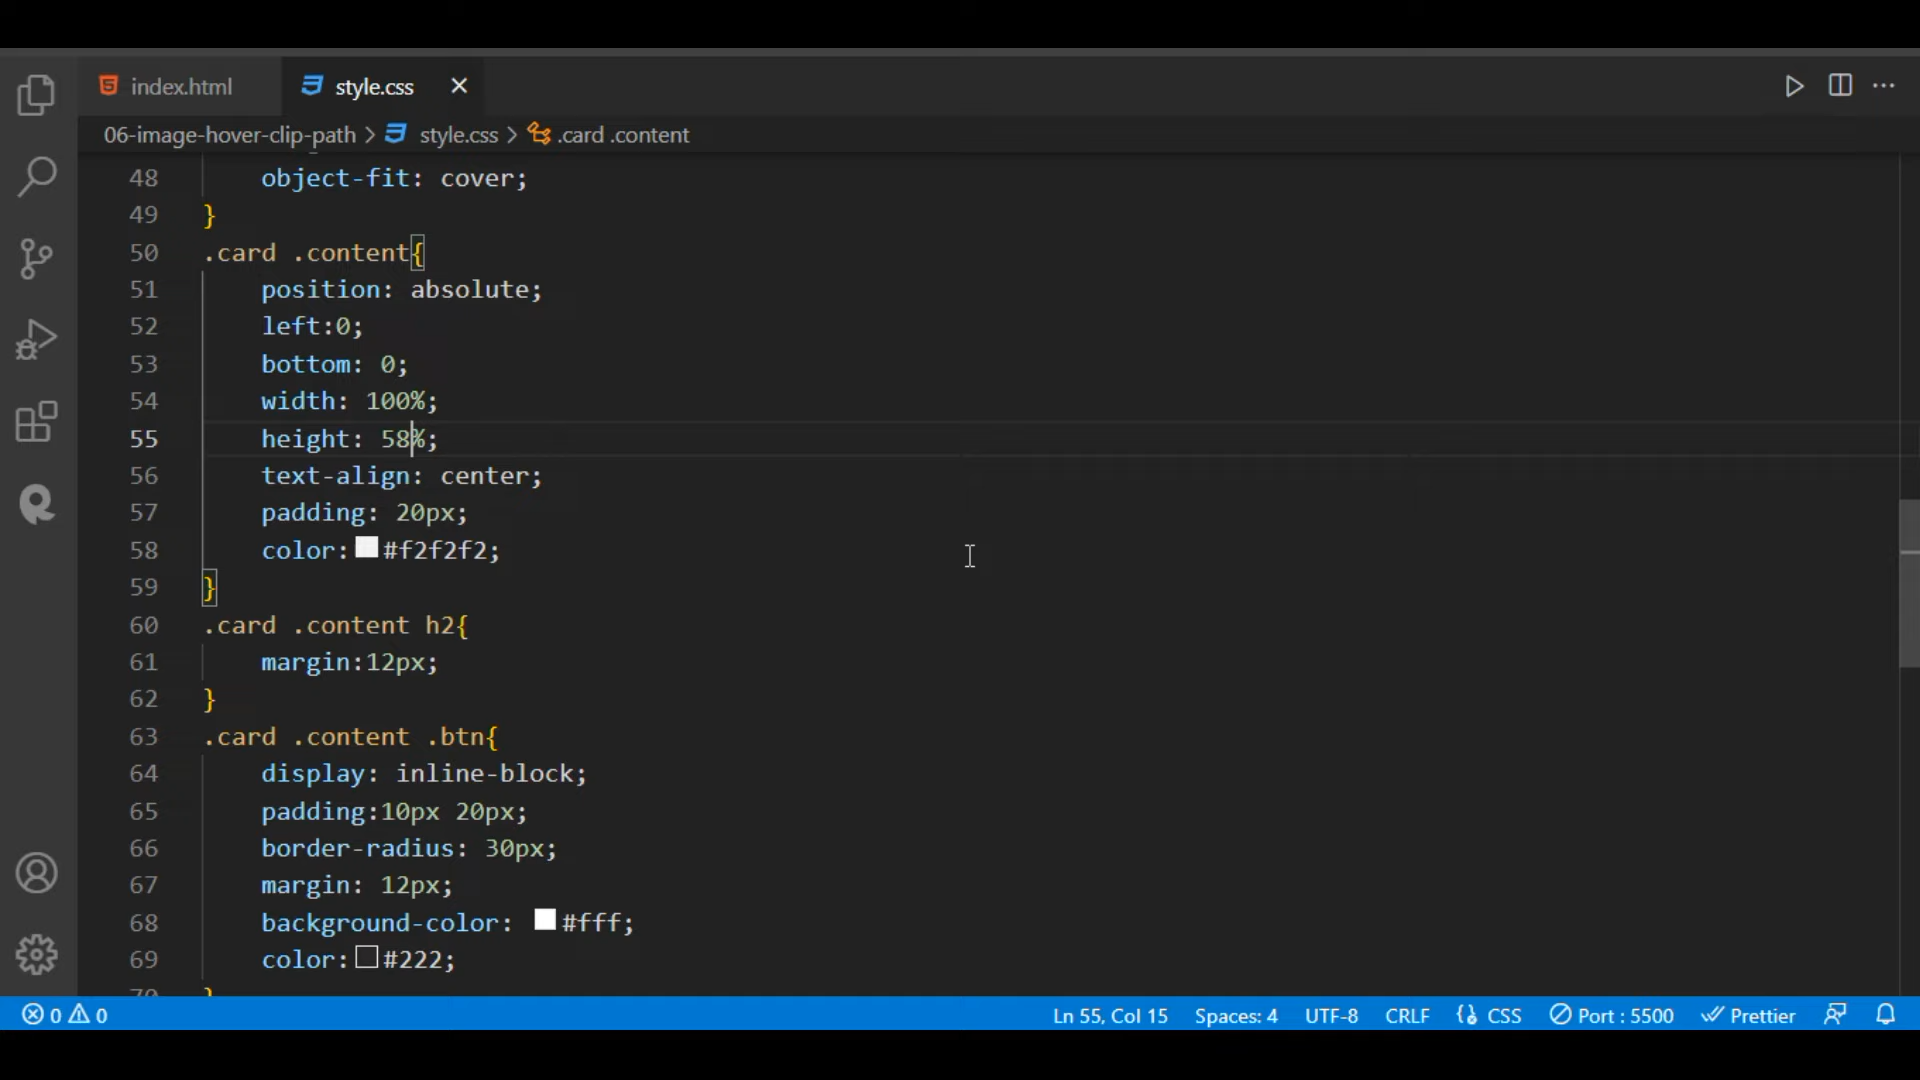 index.html
style.css
06-image-hover-clip-path > style.css > .card .content
48 object-fit: cover;
49 }
50 .card .content{
51 position: absolute;
52 left:0;
53 bottom: 0;
54 width: 100%;
55 height: 58%;
56 text-align: center;
57 padding: 20px;
58 color: #f2f2f2;
59 }
60 .card .content h2{
61 margin:12px;
62 }
63 .card .content .btn{
64 display: inline-block;
65 padding:10px 20px;
66 border-radius: 30px;
67 margin: 12px;
68 background-color: #fff;
69 color: #222;
70 }
0 0 Ln 55, Col 15 Spaces: 4 UTF-8 CRLF CSS Port : 5500 Prettier